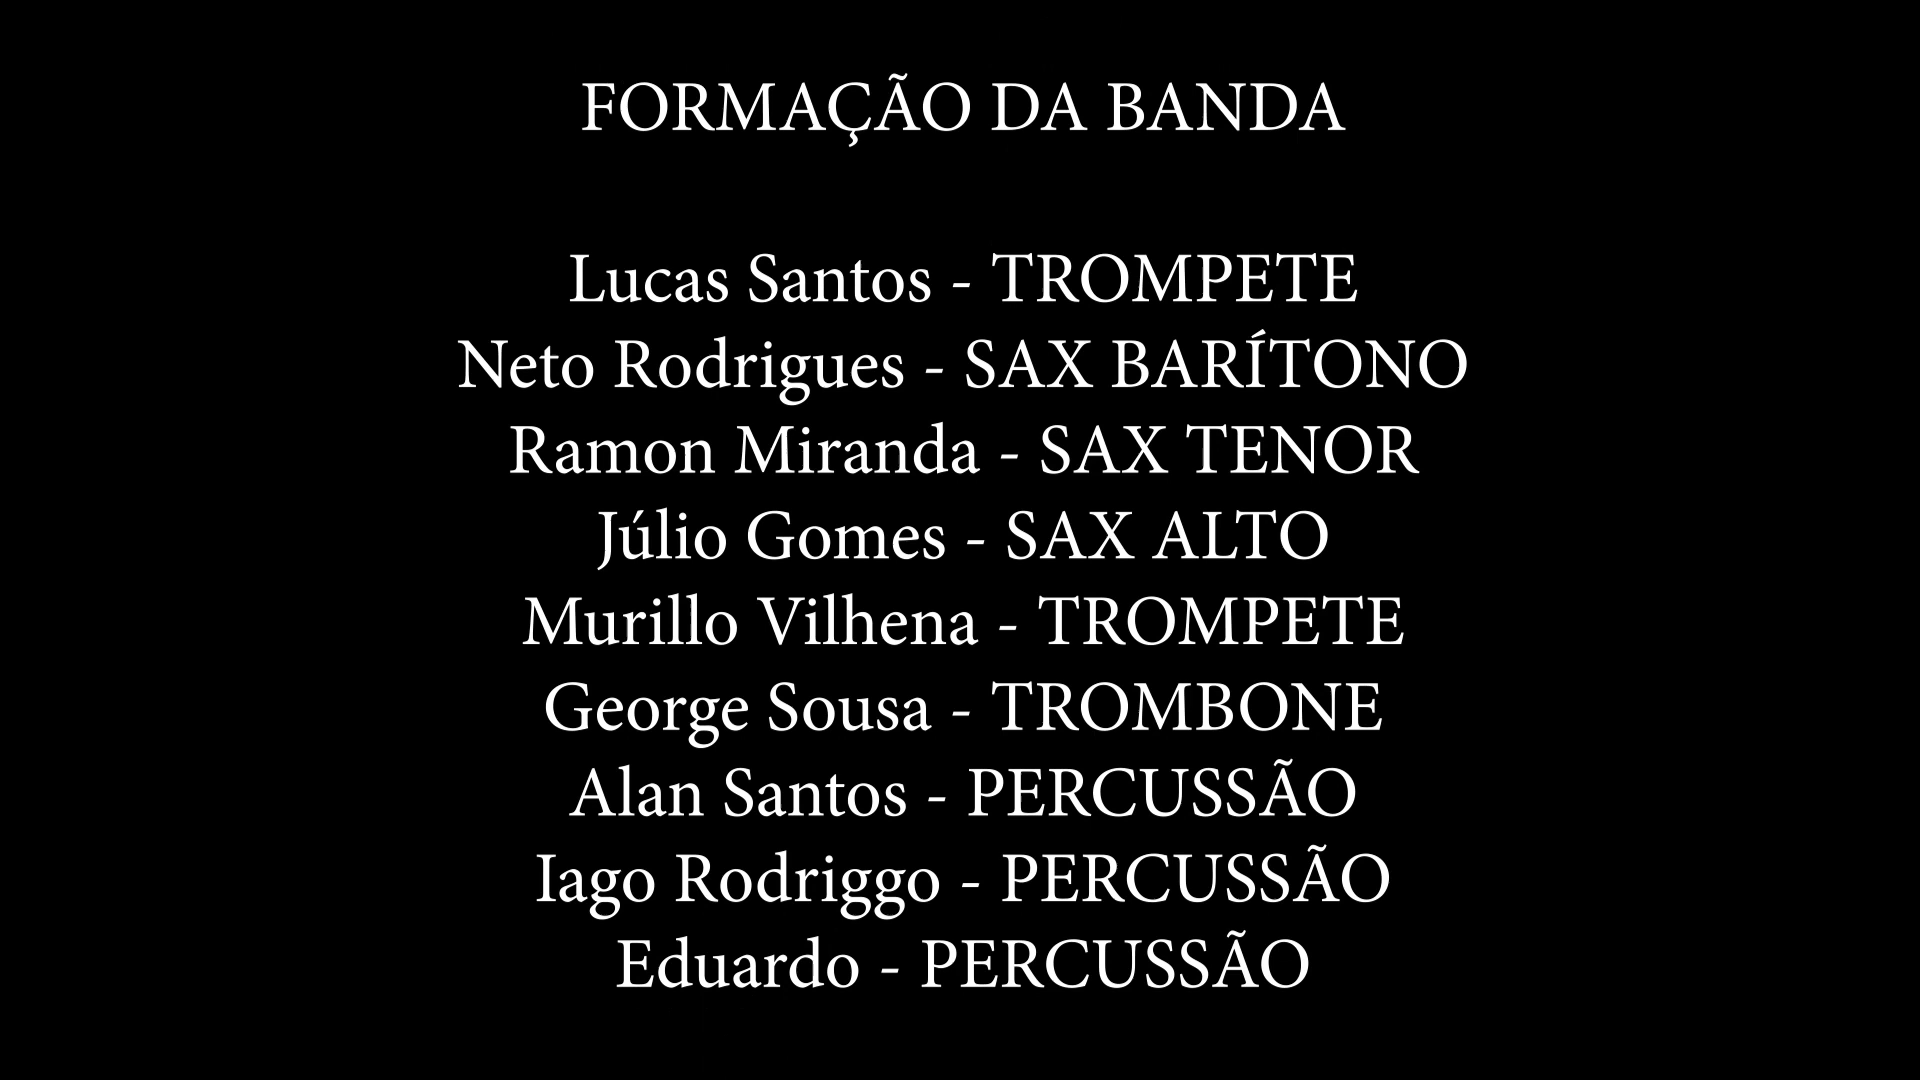 FORMAÇÃO DA BANDA
Lucas Santos - TROMPETE
Neto Rodrigues - SAX BARÍTONO
Ramon Miranda - SAX TENOR
Júlio Gomes - SAX ALTO
Murillo Vilhena - TROMPETE
George Sousa - TROMBONE
Alan Santos - PERCUSSÃO
Iago Rodriggo - PERCUSSÃO
Eduardo - PERCUSSÃO